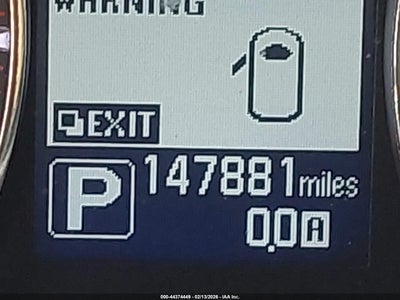 WARNING
EXIT
P
147881 miles
0.0 A
000-44374449 - 02/13/2026 - IAA Inc.